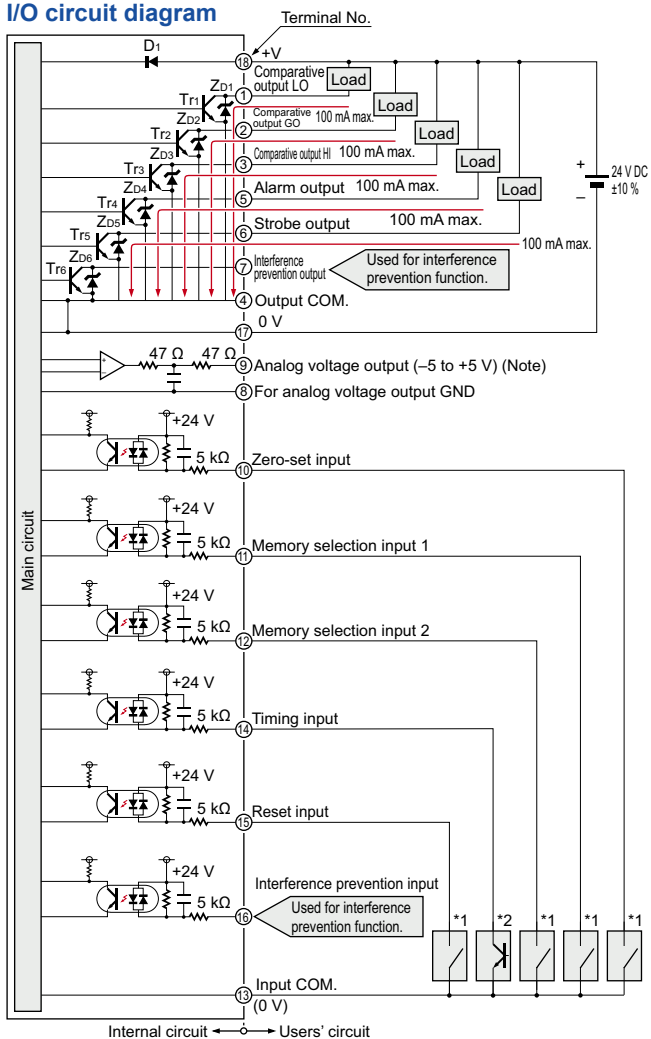 I/O circuit diagram
Terminal No.
D1
18 +V
Comparative output LO
Load
ZD1
Tr1
1
Comparative output GO
100 mA max.
Load
ZD2
Tr2
2
Comparative output HI
100 mA max.
Load
ZD3
Tr3
3
Alarm output
100 mA max.
Load
ZD4
Tr4
5
Strobe output
100 mA max.
Load
ZD5
Tr5
6
100 mA max.
+
–
24 V DC
±10 %
ZD6
Tr6
7
Interference prevention output
Used for interference prevention function.
4 Output COM.
0 V
17
47 Ω 47 Ω
+
–
9 Analog voltage output (–5 to +5 V) (Note)
8 For analog voltage output GND
+24 V
5 kΩ
10 Zero-set input
+24 V
5 kΩ
11 Memory selection input 1
Main circuit
+24 V
5 kΩ
12 Memory selection input 2
+24 V
5 kΩ
14 Timing input
+24 V
5 kΩ
15 Reset input
+24 V
5 kΩ
16
Interference prevention input
Used for interference prevention function.
*1 *2 *1 *1 *1
13 Input COM.
(0 V)
Internal circuit Users' circuit